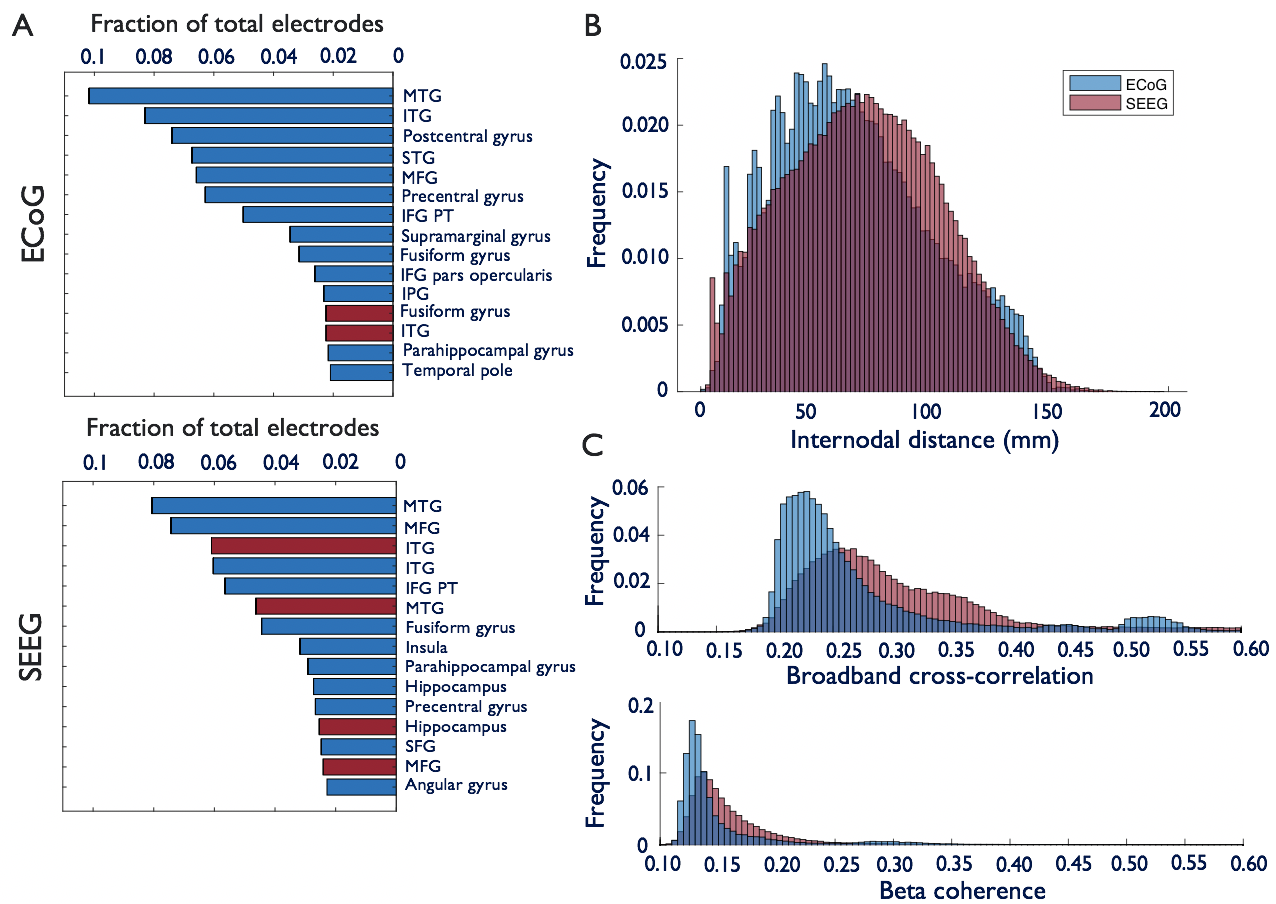 A
Fraction of total electrodes
0.1 0.08 0.06 0.04 0.02 0
ECoG
MTG
ITG
Postcentral gyrus
STG
MFG
Precentral gyrus
IFG PT
Supramarginal gyrus
Fusiform gyrus
IFG pars opercularis
IPG
Fusiform gyrus
ITG
Parahippocampal gyrus
Temporal pole
Fraction of total electrodes
0.1 0.08 0.06 0.04 0.02 0
SEEG
MTG
MFG
ITG
ITG
IFG PT
MTG
Fusiform gyrus
Insula
Parahippocampal gyrus
Hippocampus
Precentral gyrus
Hippocampus
SFG
MFG
Angular gyrus
B
Frequency
0.025
0.020
0.015
0.010
0.005
0
ECoG
SEEG
0 50 100 150 200
Internodal distance (mm)
C
Frequency
0.06
0.04
0.02
0
0.10 0.15 0.20 0.25 0.30 0.35 0.40 0.45 0.50 0.55 0.60
Broadband cross-correlation
Frequency
0.2
0.1
0
0.10 0.15 0.20 0.25 0.30 0.35 0.40 0.45 0.50 0.55 0.60
Beta coherence